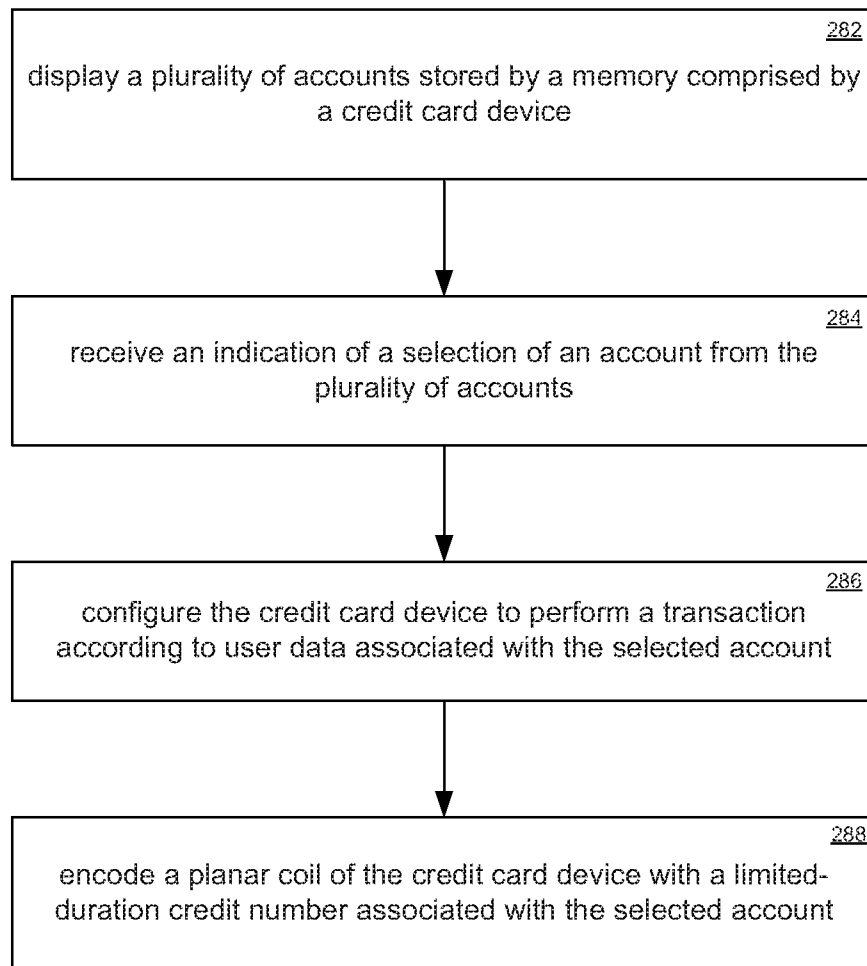 282
display a plurality of accounts stored by a memory comprised by
a credit card device
284
receive an indication of a selection of an account from the
plurality of accounts
286
configure the credit card device to perform a transaction
according to user data associated with the selected account
288
encode a planar coil of the credit card device with a limited-
duration credit number associated with the selected account